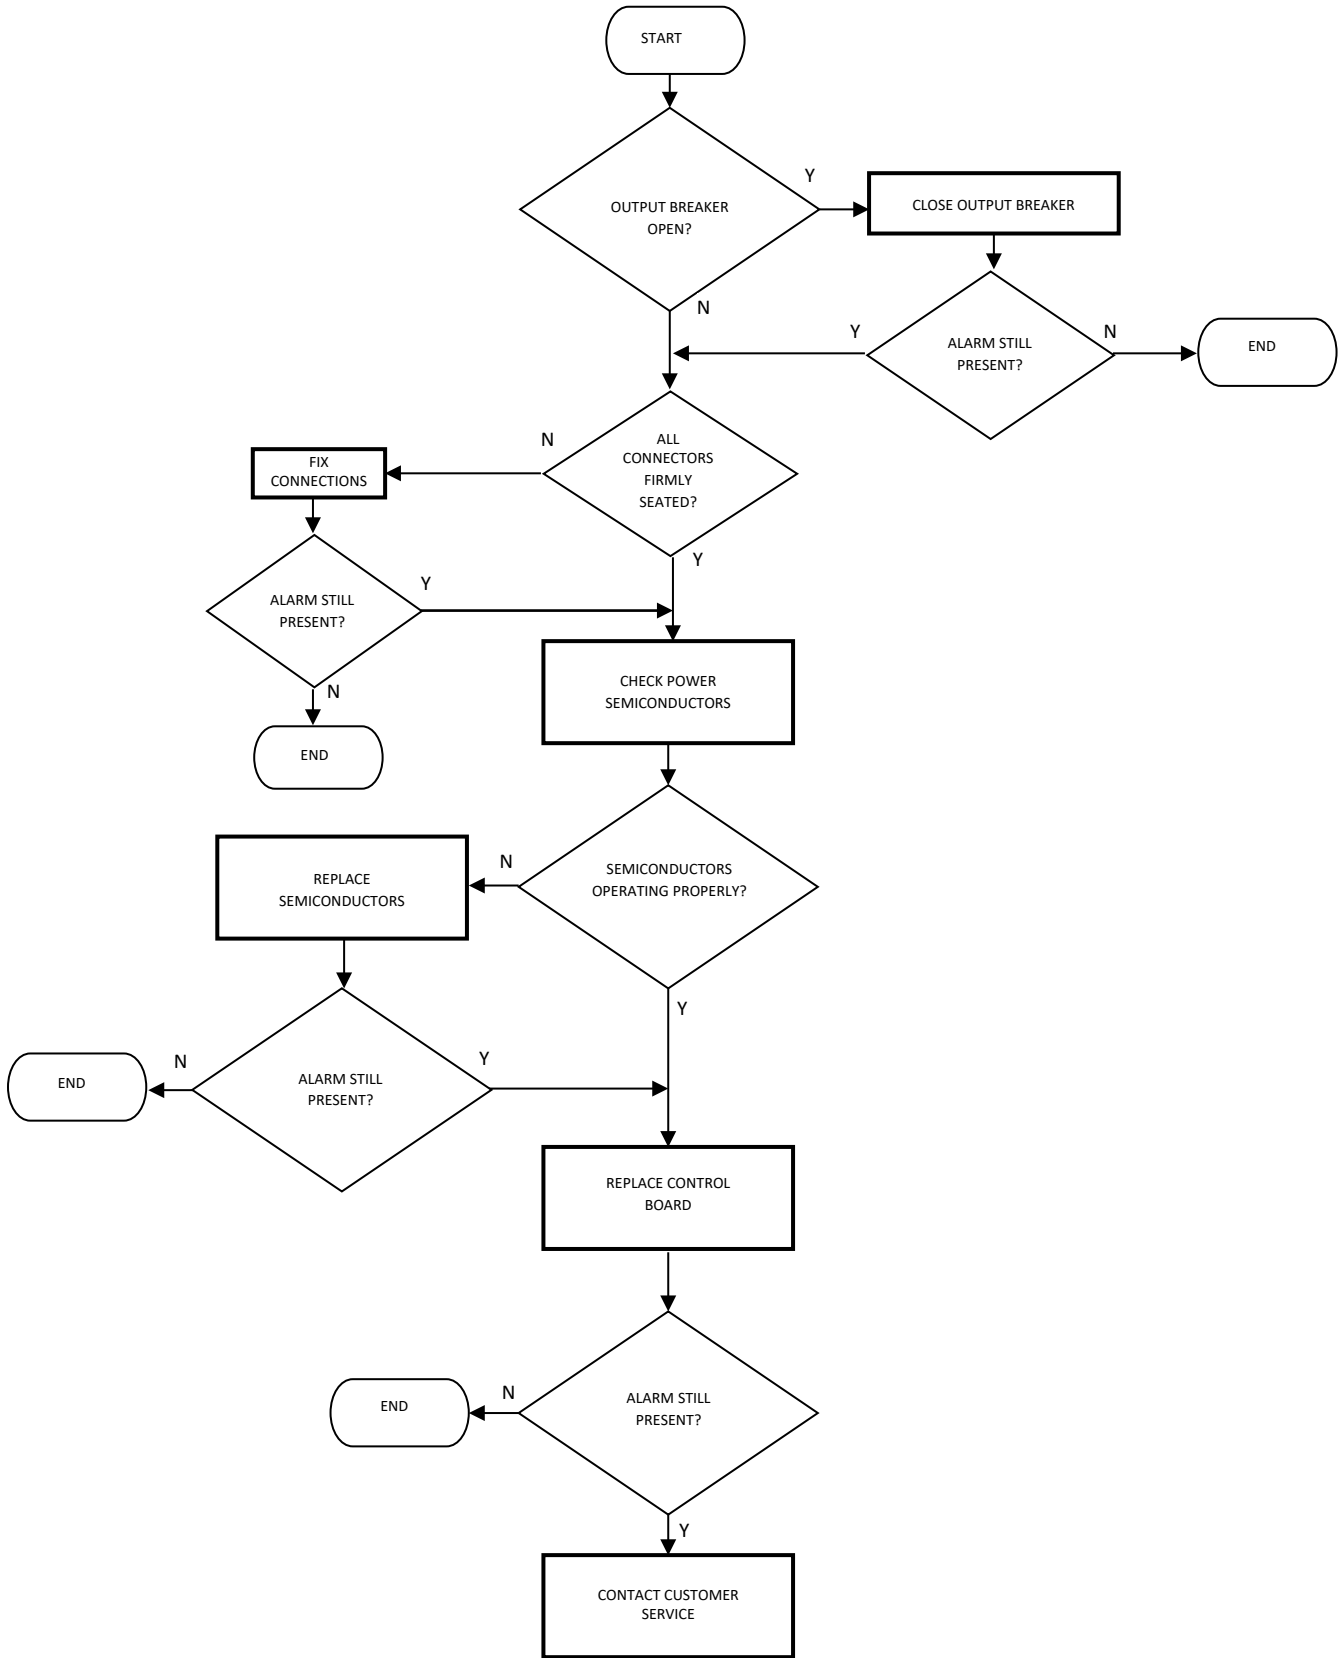 START
Y
OUTPUT BREAKER
OPEN?
CLOSE OUTPUT BREAKER
N
Y
ALARM STILL
PRESENT?
N
END
N
ALL
CONNECTORS
FIRMLY
SEATED?
FIX
CONNECTIONS
Y
ALARM STILL
PRESENT?
Y
N
END
CHECK POWER
SEMICONDUCTORS
N
SEMICONDUCTORS
OPERATING PROPERLY?
REPLACE
SEMICONDUCTORS
Y
N
END
ALARM STILL
PRESENT?
Y
REPLACE CONTROL
BOARD
N
END
ALARM STILL
PRESENT?
Y
CONTACT CUSTOMER
SERVICE